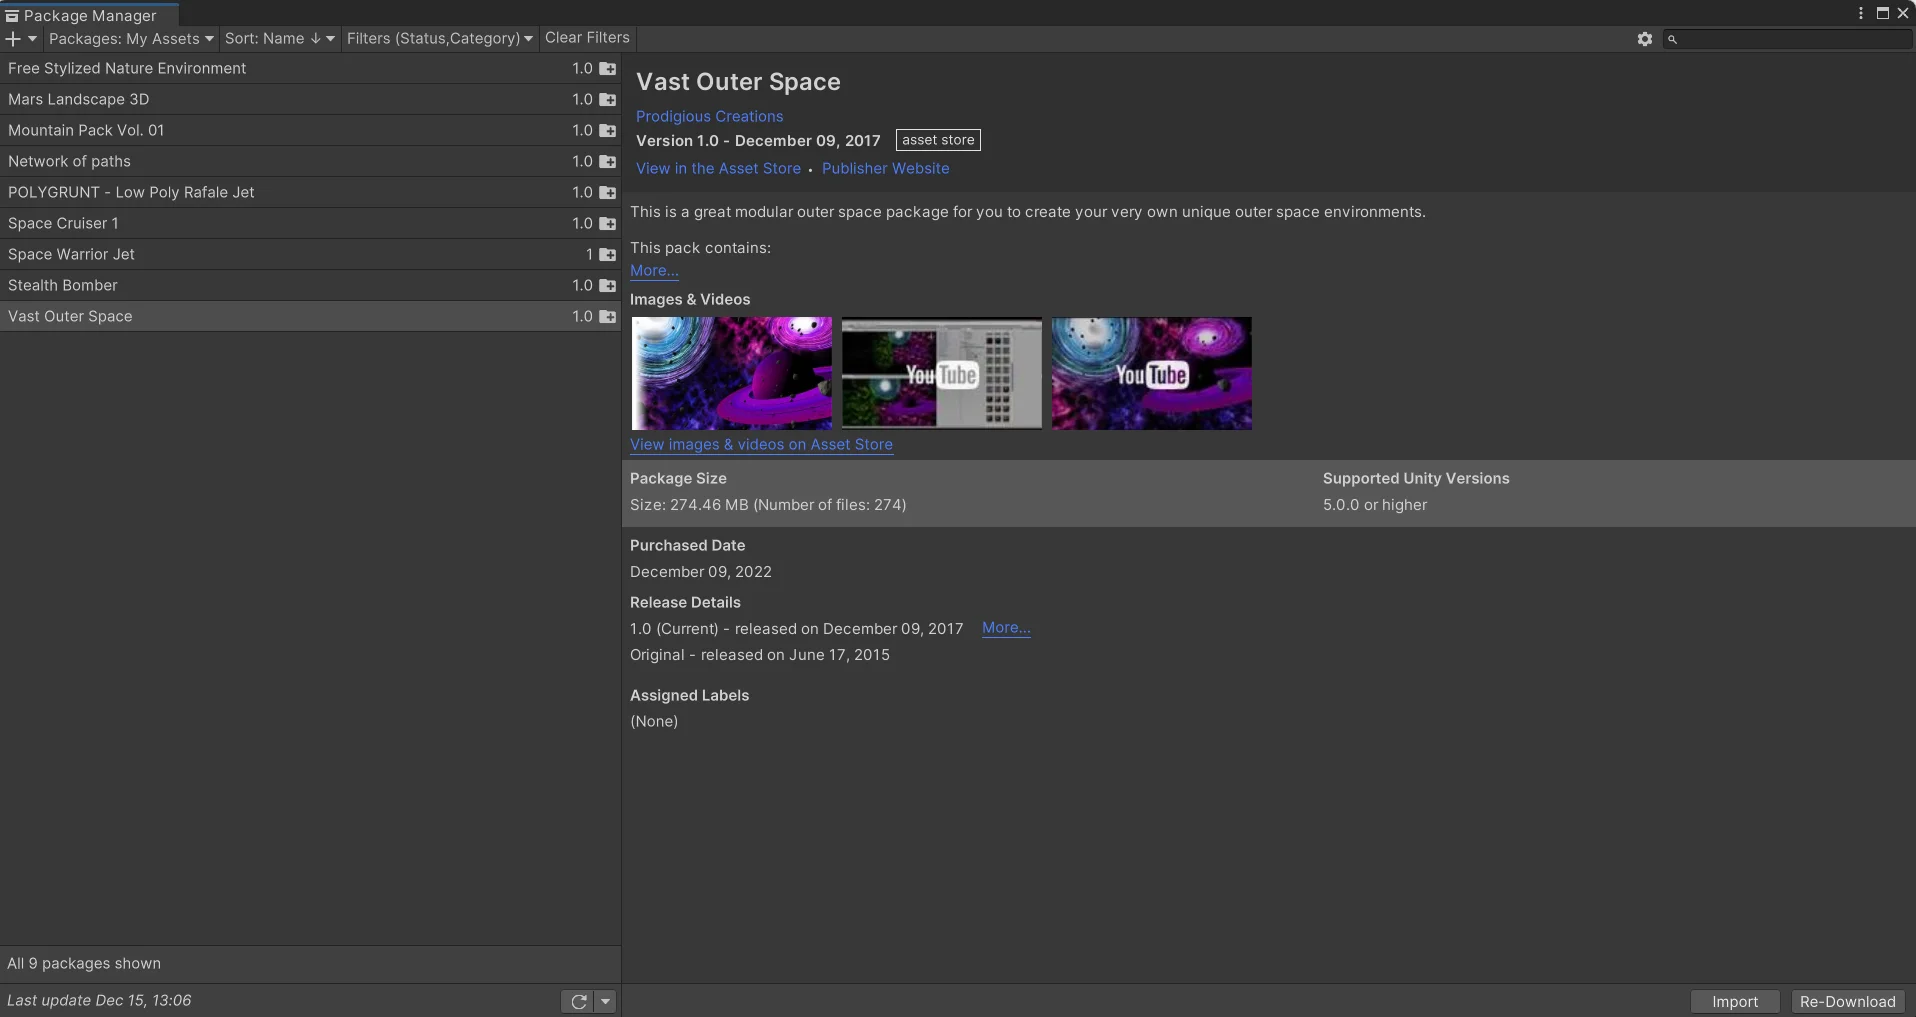 Package Manager
Packages: My Assets
Sort: Name ↓
Filters (Status,Category)
Clear Filters
Free Stylized Nature Environment 1.0
Mars Landscape 3D 1.0
Mountain Pack Vol. 01 1.0
Network of paths 1.0
POLYGRUNT - Low Poly Rafale Jet 1.0
Space Cruiser 1 1.0
Space Warrior Jet 1
Stealth Bomber 1.0
Vast Outer Space 1.0
All 9 packages shown
Last update Dec 15, 13:06
Vast Outer Space
Prodigious Creations
Version 1.0 - December 09, 2017 asset store
View in the Asset Store • Publisher Website
This is a great modular outer space package for you to create your very own unique outer space environments.
This pack contains:
More...
Images & Videos
YouTube
YouTube
View images & videos on Asset Store
Package Size
Size: 274.46 MB (Number of files: 274)
Supported Unity Versions
5.0.0 or higher
Purchased Date
December 09, 2022
Release Details
1.0 (Current) - released on December 09, 2017 More...
Original - released on June 17, 2015
Assigned Labels
(None)
Import
Re-Download